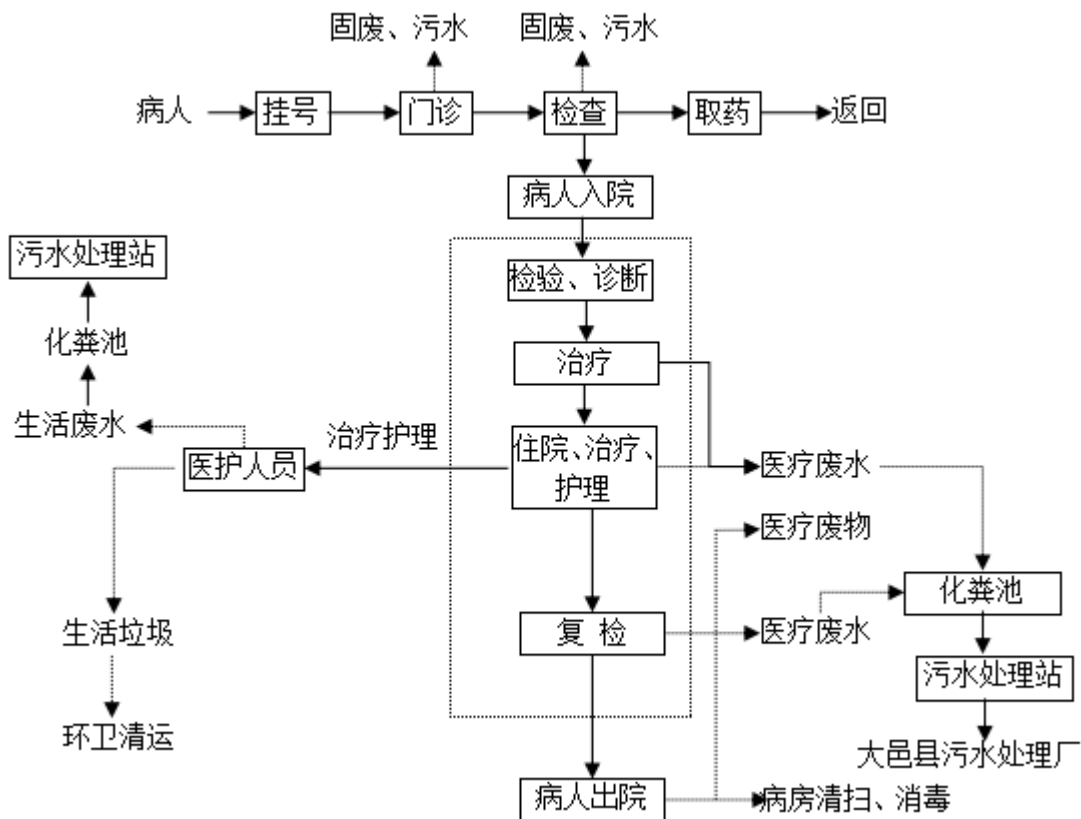 固废、污水
固废、污水
病人
挂号
门诊
检查
取药
返回
病人入院
污水处理站
检验、诊断
化粪池
治疗
生活废水
治疗护理
住院、治疗、
护理
医护人员
医疗废水
医疗废物
化粪池
生活垃圾
复 检
医疗废水
污水处理站
环卫清运
大邑县污水处理厂
病人出院
病房清扫、消毒